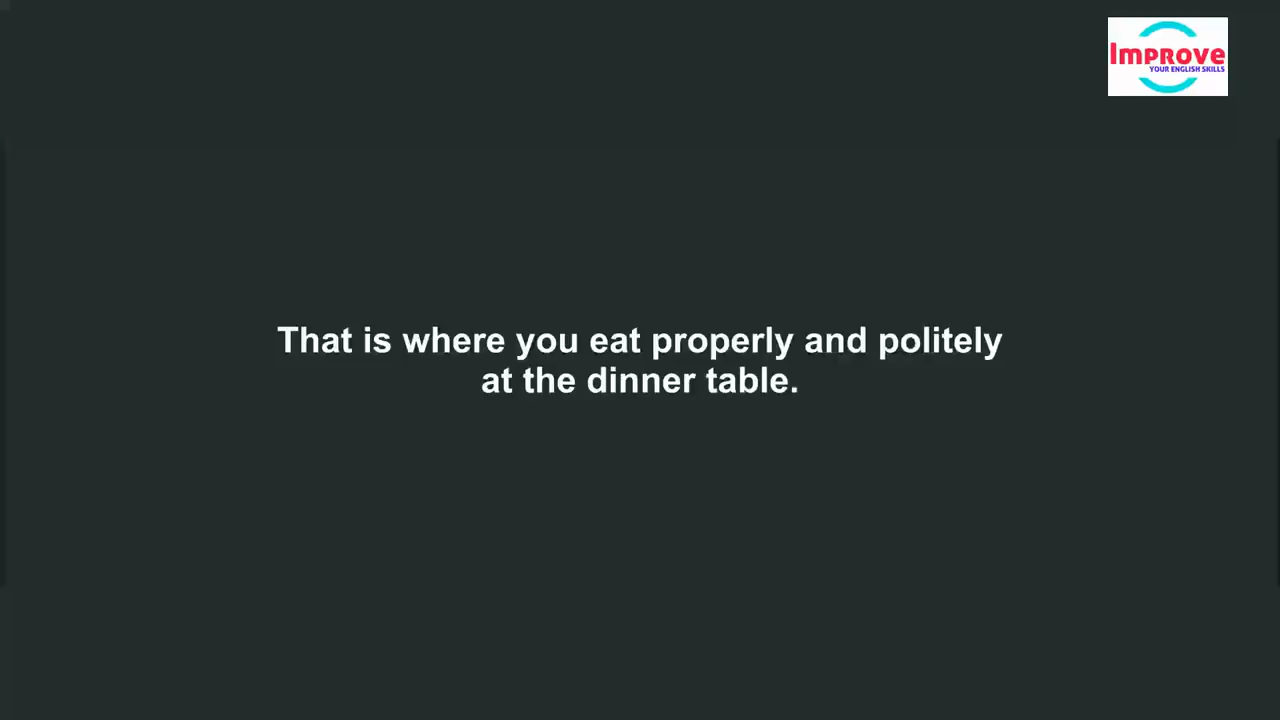 Improve
YOUR ENGLISH SKILLS
That is where you eat properly and politely
at the dinner table.